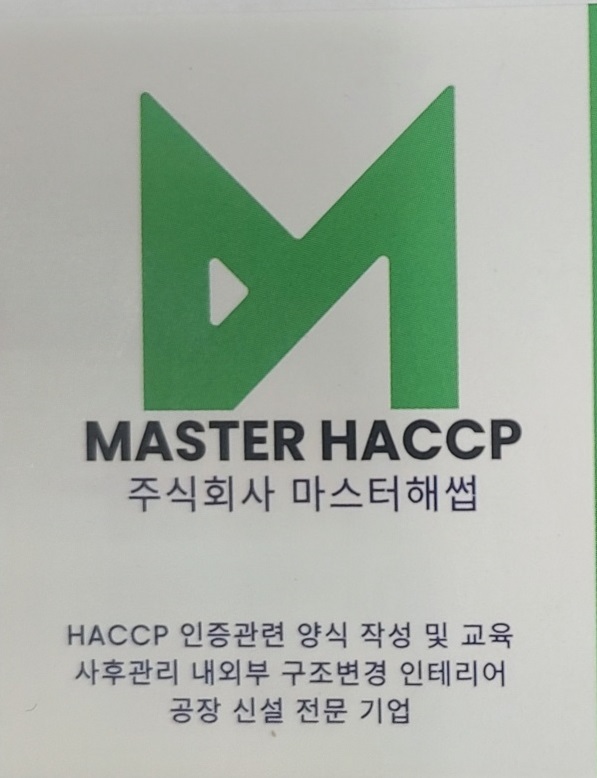 MASTER HACCP
주식회사 마스터해썹
HACCP 인증관련 양식 작성 및 교육
사후관리 내외부 구조변경 인테리어
공장 신설 전문 기업